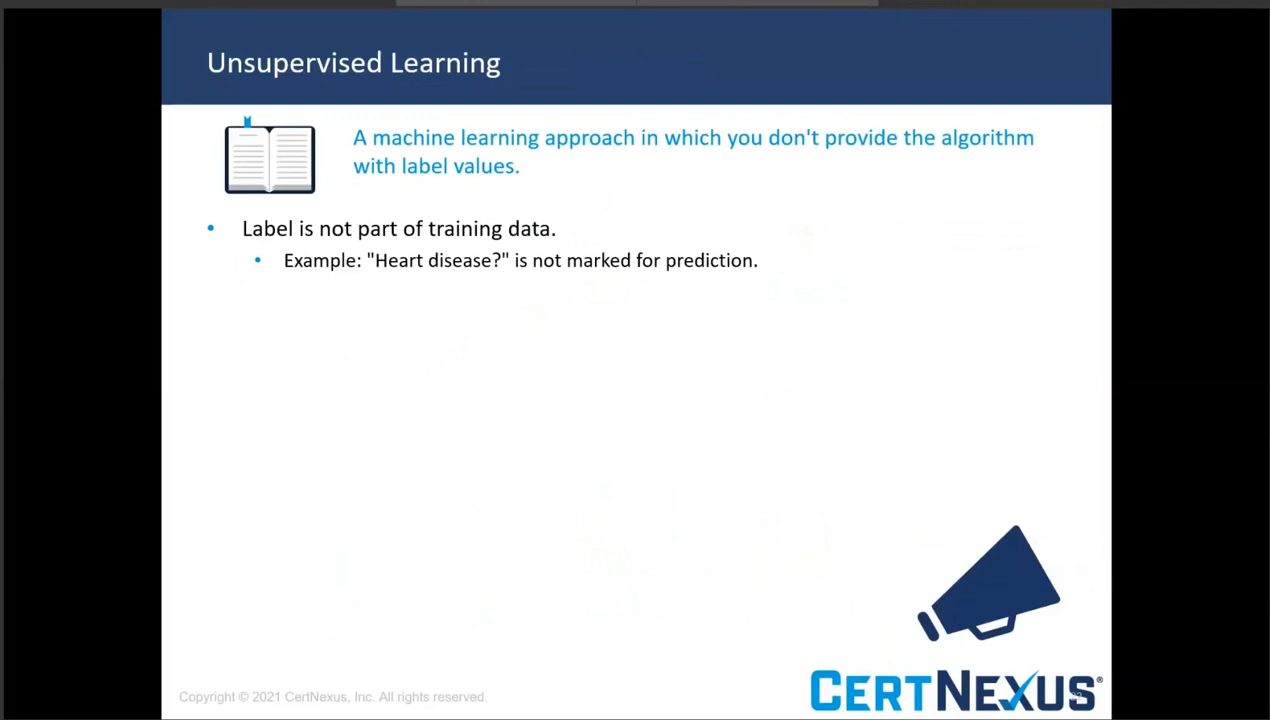 Unsupervised Learning
A machine learning approach in which you don't provide the algorithm
with label values.
• Label is not part of training data.
• Example: "Heart disease?" is not marked for prediction.
Copyright © 2021 CertNexus, Inc. All rights reserved.
CERTNEXUS®